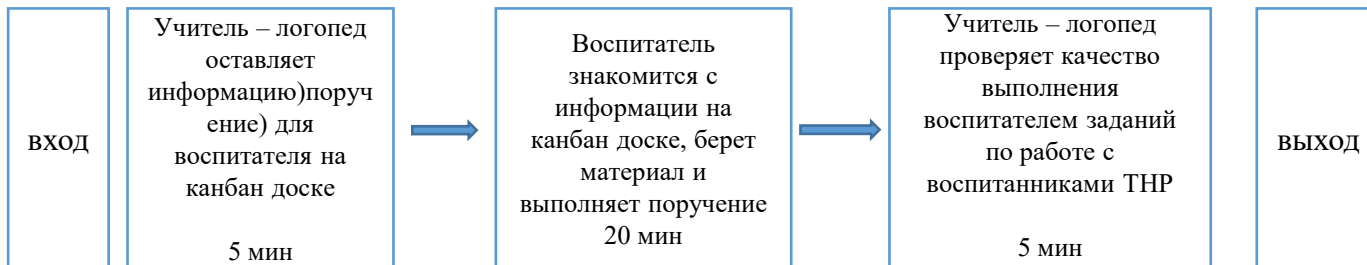 ВХОД
Учитель – логопед
оставляет
информацию)поруч
ение) для
воспитателя на
канбан доске
5 мин
Воспитатель
знакомится с
информации на
канбан доске, берет
материал и
выполняет поручение
20 мин
Учитель – логопед
проверяет качество
выполнения
воспитателем заданий
по работе с
воспитанниками ТНР
5 мин
ВЫХОД